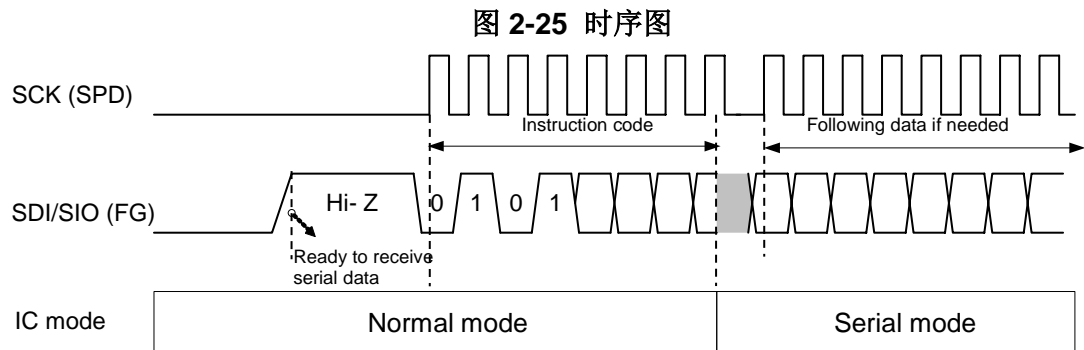 图 2-25 时序图
SCK (SPD)
Instruction code
Following data if needed
SDI/SIO (FG)
Hi- Z
0 1 0 1
Ready to receive
serial data
IC mode
Normal mode
Serial mode